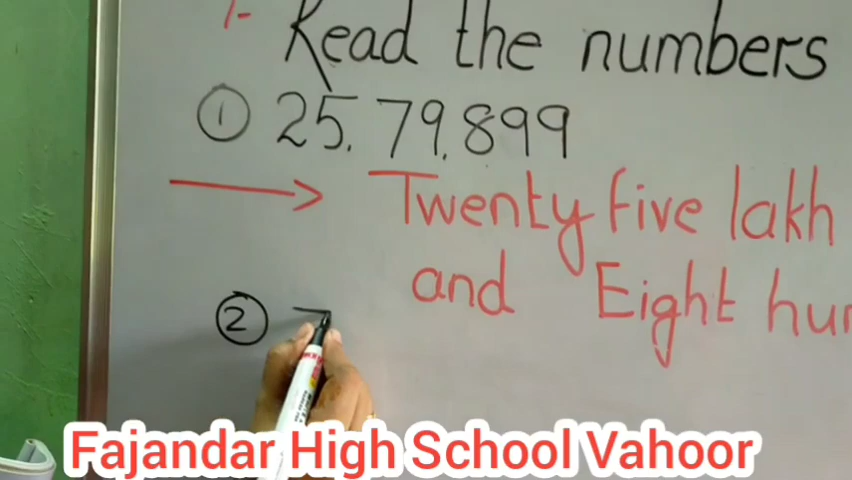 1- Read the numbers
① 25,79,899
→ Twenty five lakh
and Eight hun
②
Fajandar High School Vahoor